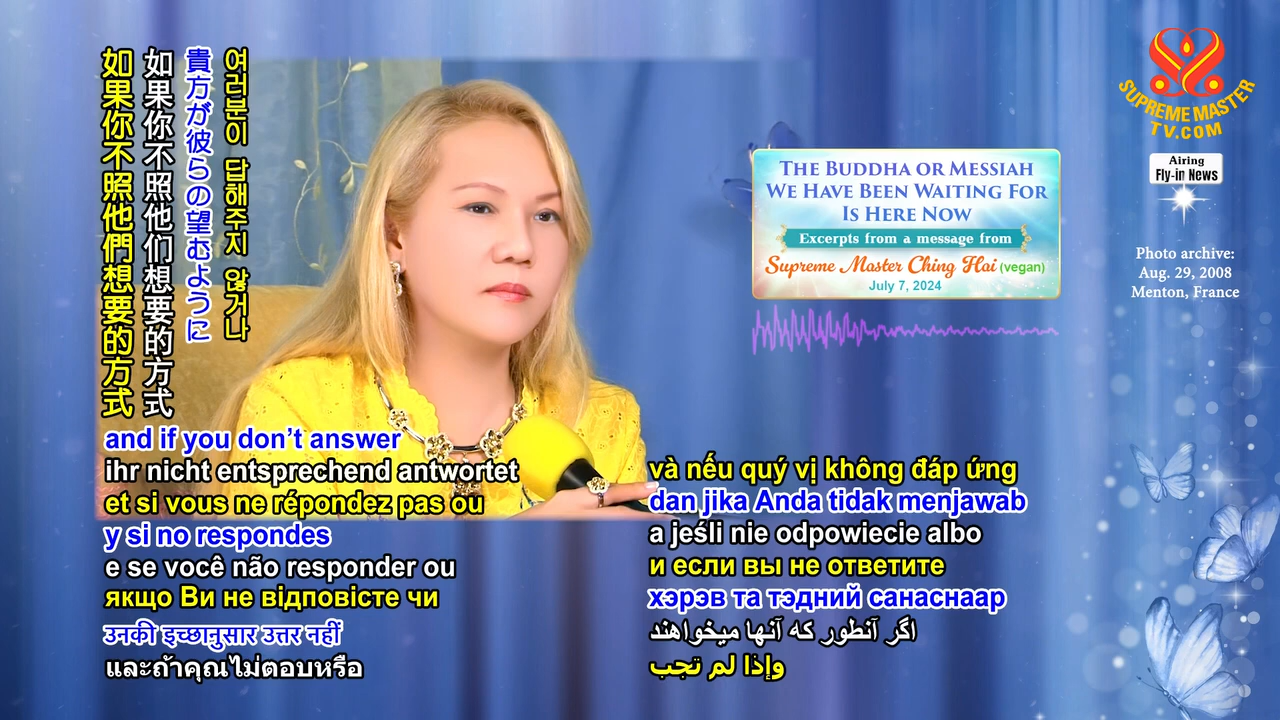 如果你不照他們想要的方式
如果你不照他们想要的方式
貴方が彼らの望むように
여러분이 답해주지 않거나
and if you don’t answer
ihr nicht entsprechend antwortet
et si vous ne répondez pas ou
y si no respondes
e se você não responder ou
якщо Ви не відповісте чи
उनकी इच्छानुसार उत्तर नहीं
และถ้าคุณไม่ตอบหรือ
và nếu quý vị không đáp ứng
dan jika Anda tidak menjawab
a jeśli nie odpowiecie albo
и если вы не ответите
хэрэв та тэдний санаснаар
اگر آنطور که آنها میخواهند
وإذا لم تجب
THE BUDDHA OR MESSIAH
WE HAVE BEEN WAITING FOR
IS HERE NOW
Excerpts from a message from
Supreme Master Ching Hai (vegan)
July 7, 2024
SUPREME MASTER
TV.COM
Airing
Fly-in News
Photo archive:
Aug. 29, 2008
Menton, France